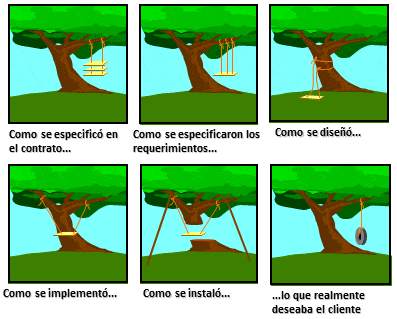 Como se especificó en
el contrato...
Como se especificaron los
requerimientos...
Como se diseñó...
Como se implementó...
Como se instaló...
...lo que realmente
deseaba el cliente